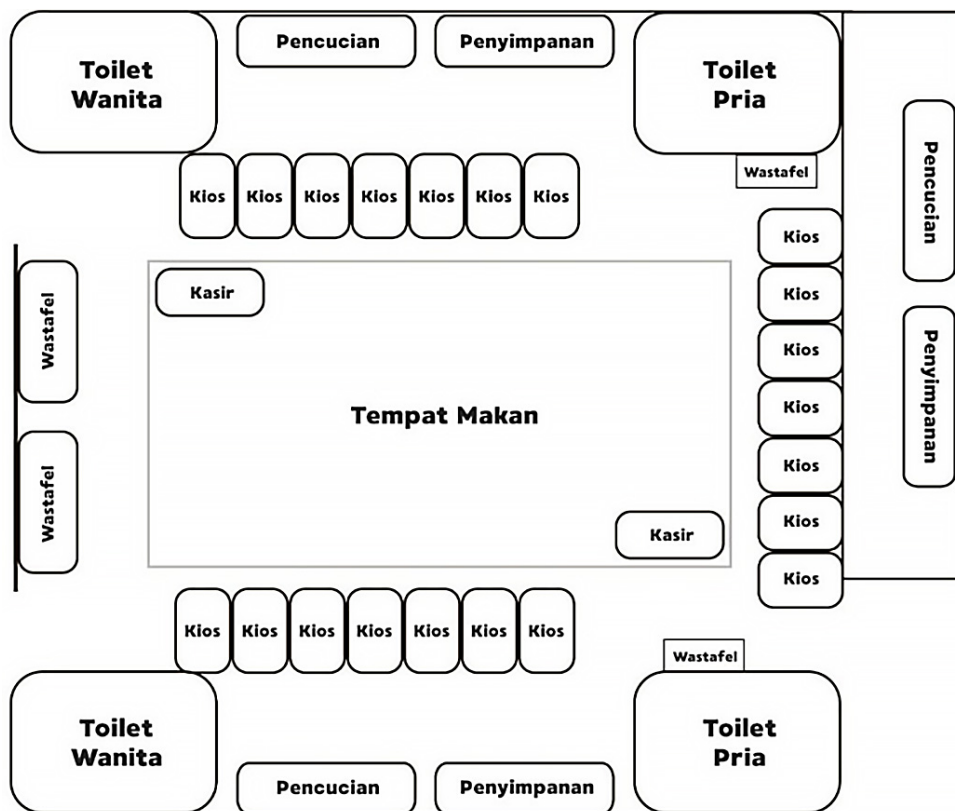 Toilet
Wanita
Pencucian
Penyimpanan
Toilet
Pria
Wastafel
Pencucian
Kios
Kios
Kios
Kios
Kios
Kios
Kios
Kios
Kios
Kios
Kios
Kios
Kios
Kios
Penyimpanan
Kasir
Wastafel
Tempat Makan
Wastafel
Kasir
Kios
Kios
Kios
Kios
Kios
Kios
Kios
Wastafel
Toilet
Wanita
Pencucian
Penyimpanan
Toilet
Pria